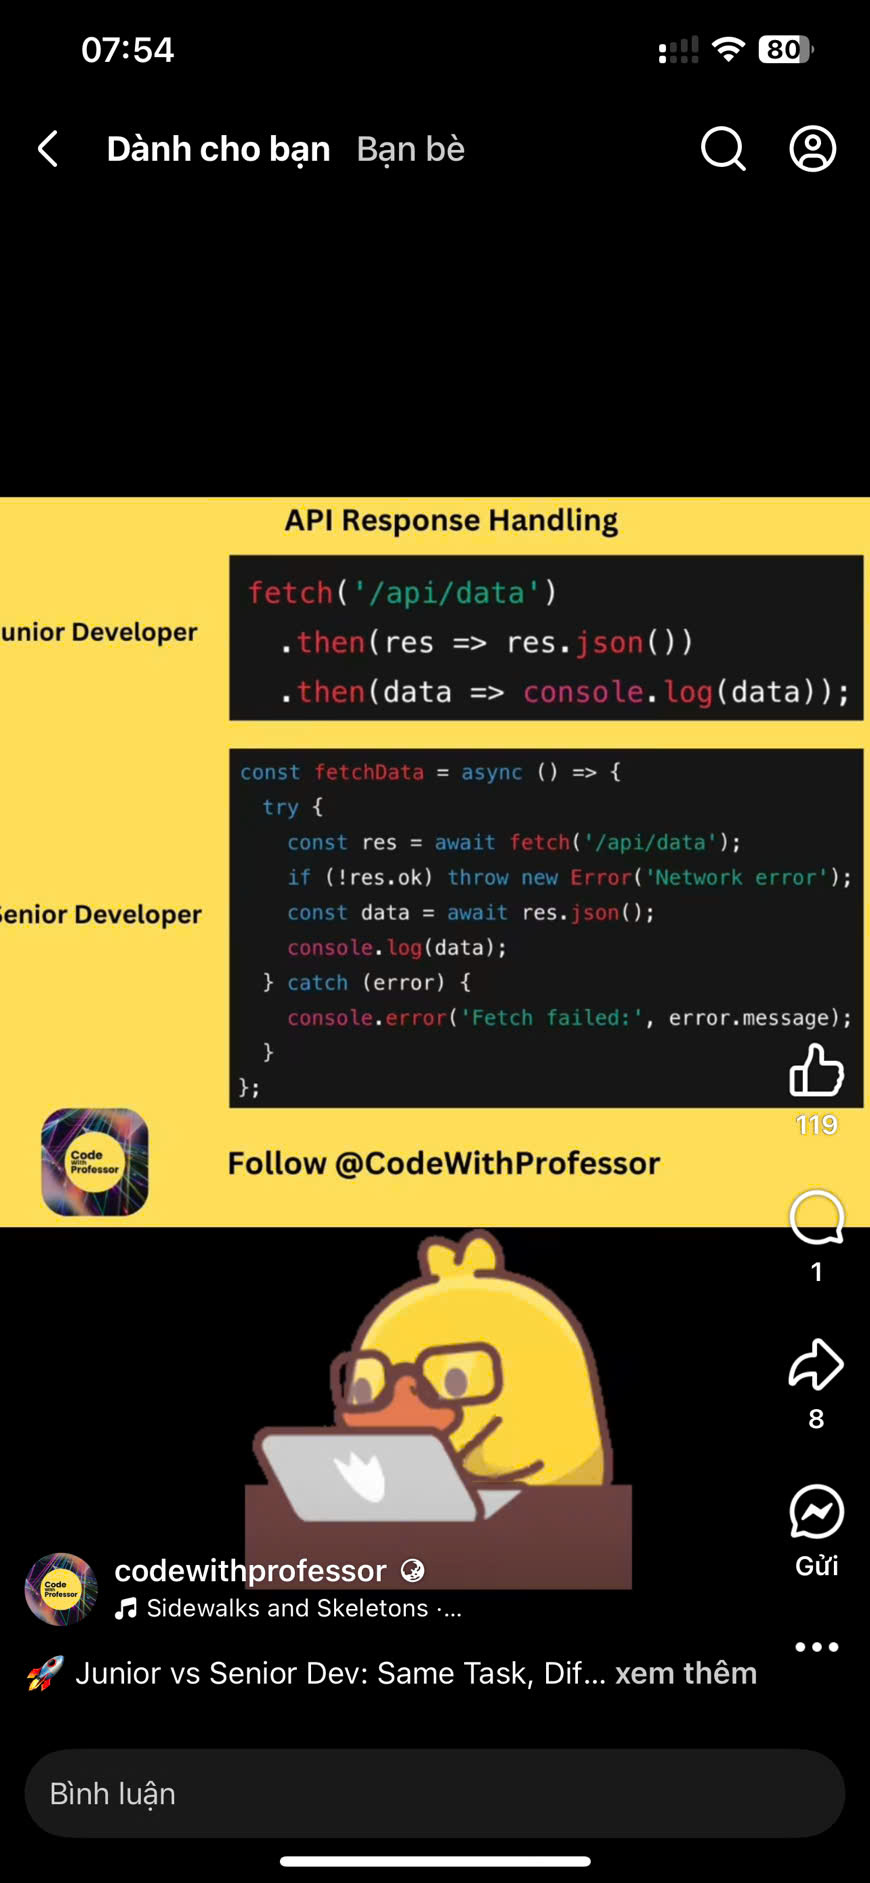 07:54
80
Dành cho bạn Bạn bè
API Response Handling
unior Developer
fetch('/api/data')
.then(res => res.json())
.then(data => console.log(data));
Senior Developer
const fetchData = async () => {
try {
const res = await fetch('/api/data');
if (!res.ok) throw new Error('Network error');
const data = await res.json();
console.log(data);
} catch (error) {
console.error('Fetch failed:', error.message);
}
};
119
Code
With
Professor
Follow @CodeWithProfessor
1
8
Gửi
Code
With
Professor
codewithprofessor
Sidewalks and Skeletons ·...
🚀 Junior vs Senior Dev: Same Task, Dif... xem thêm
Bình luận